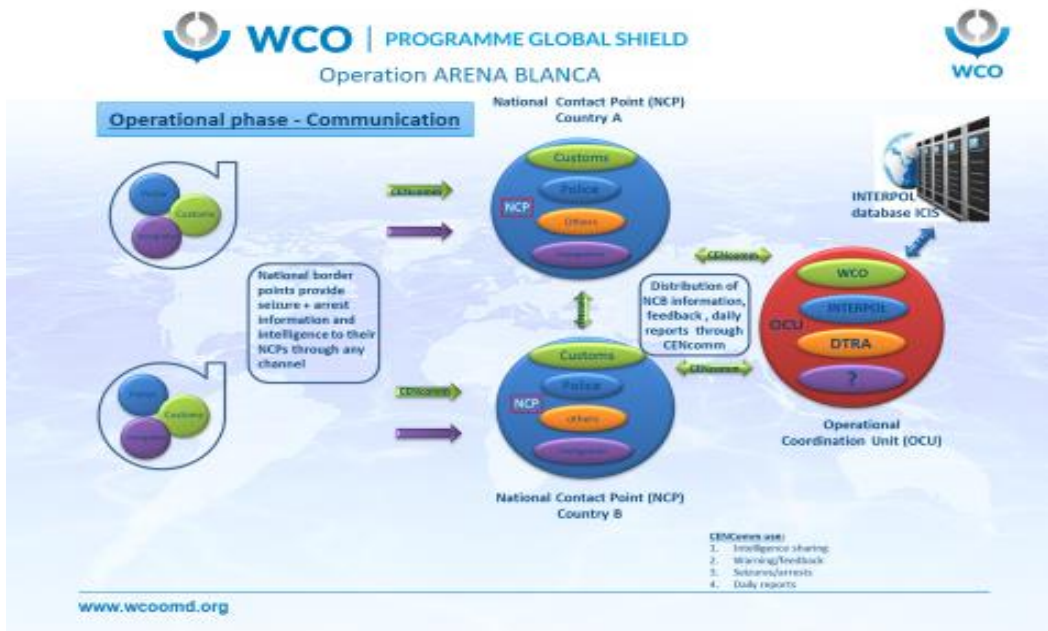 WCO | PROGRAMME GLOBAL SHIELD
Operation ARENA BLANCA
WCO
Operational phase - Communication
National Contact Point (NCP)
Country A
Customs
Police
NCP
Others
Customs
CENcomm
National border
points provide
seizure + arrest
information and
intelligence to their
NCPs through any
channel
INTERPOL
database ICIS
CENcomm
Distribution of
NCB information,
feedback , daily
reports through
CENcomm
CENcomm
WCO
INTERPOL
OCU
DTRA
?
Operational
Coordination Unit (OCU)
Customs
CENcomm
Customs
Police
NCP
others
National Contact Point (NCP)
Country B
CENComm use:
1. Intelligence sharing
2. Warning/feedback
3. Seizures/arrests
4. Daily reports
www.wcoomd.org